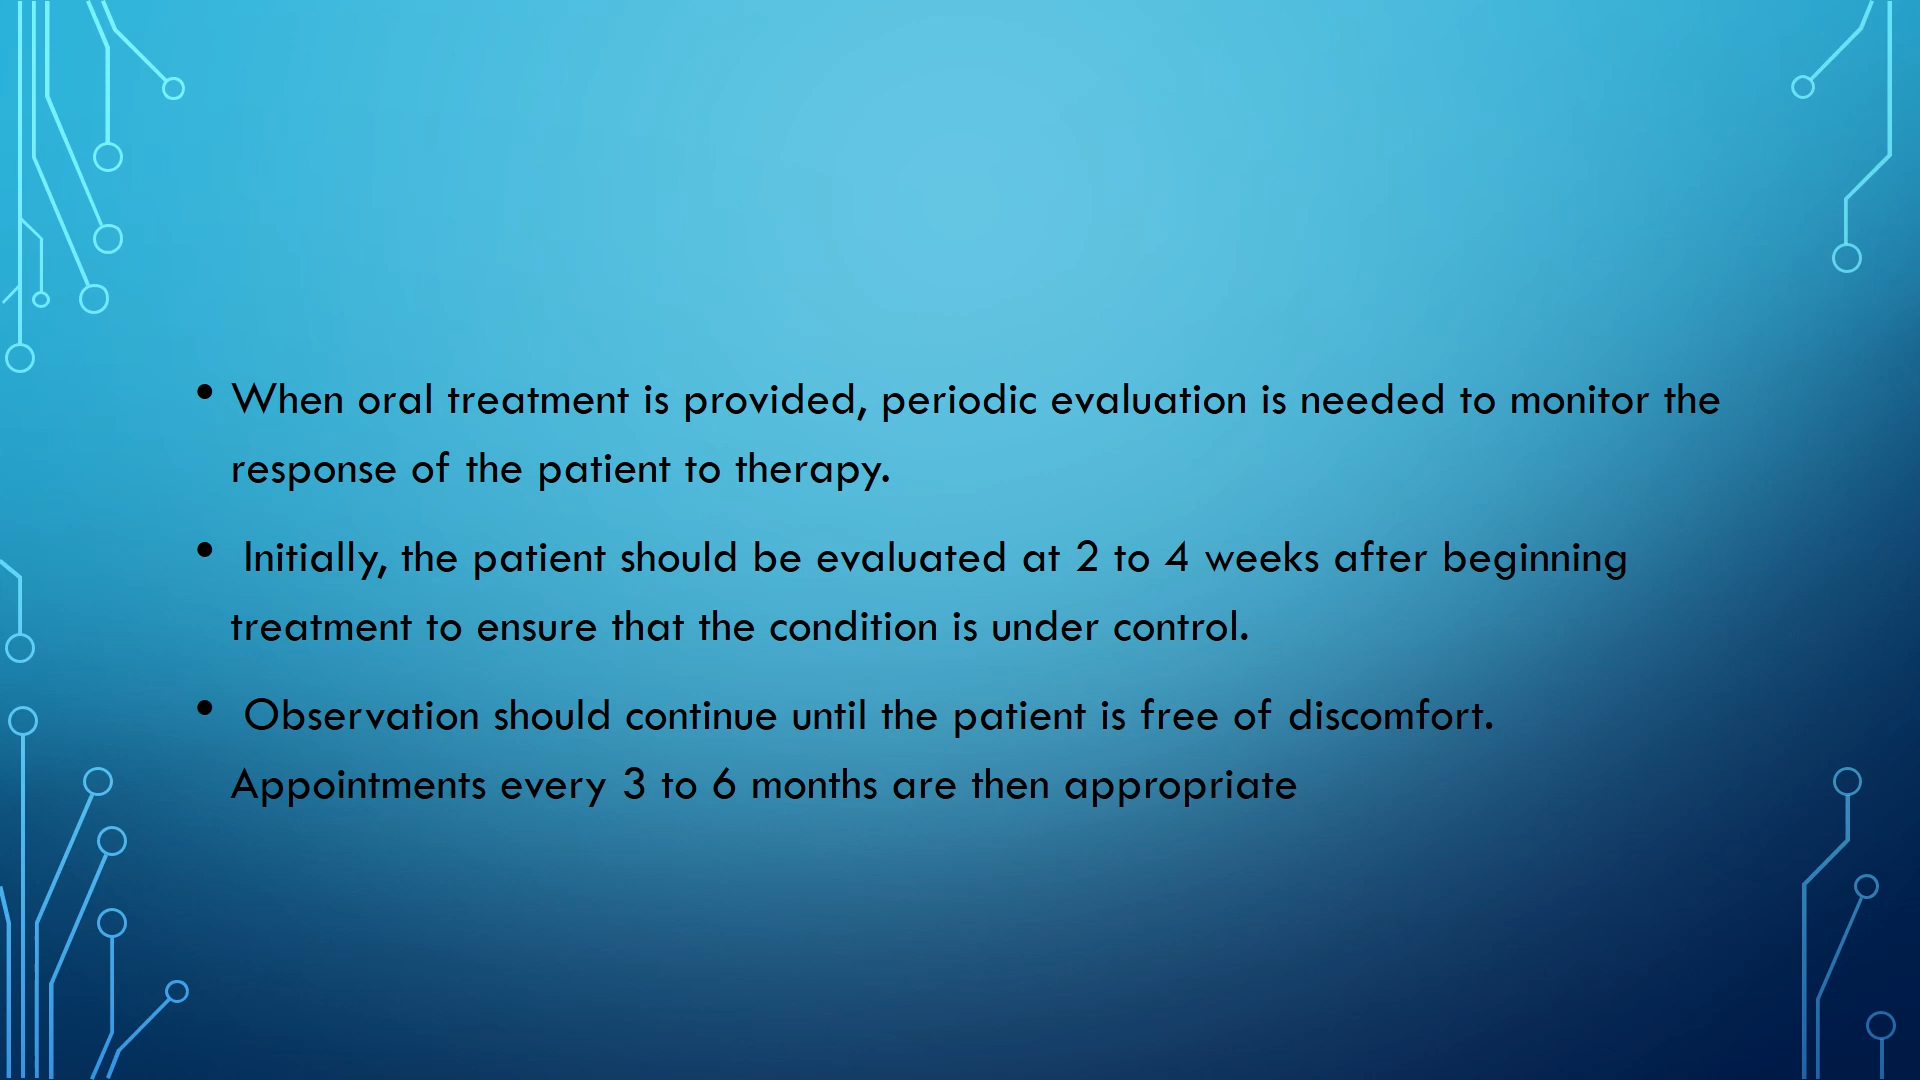 • When oral treatment is provided, periodic evaluation is needed to monitor the
response of the patient to therapy.
• Initially, the patient should be evaluated at 2 to 4 weeks after beginning
treatment to ensure that the condition is under control.
• Observation should continue until the patient is free of discomfort.
Appointments every 3 to 6 months are then appropriate